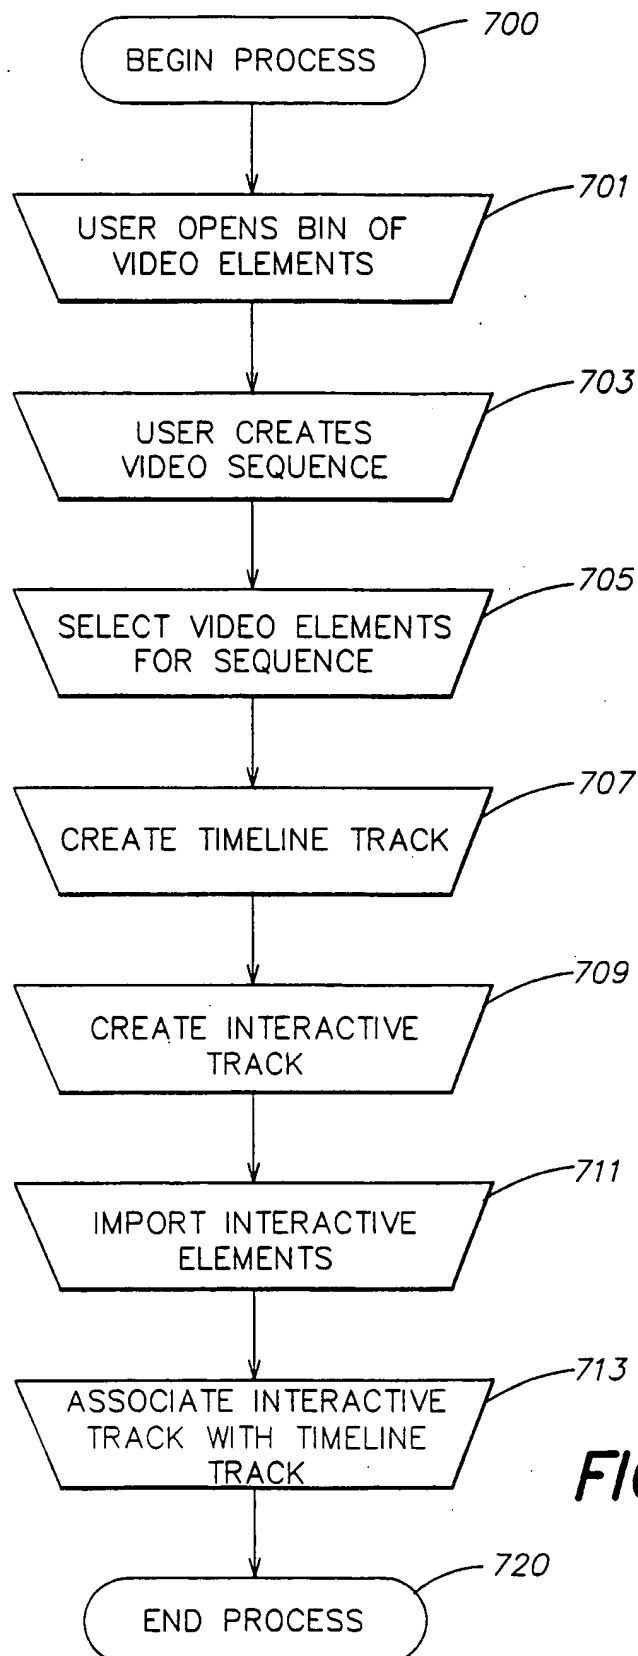 700
BEGIN PROCESS
701
USER OPENS BIN OF
VIDEO ELEMENTS
703
USER CREATES
VIDEO SEQUENCE
705
SELECT VIDEO ELEMENTS
FOR SEQUENCE
707
CREATE TIMELINE TRACK
709
CREATE INTERACTIVE
TRACK
711
IMPORT INTERACTIVE
ELEMENTS
713
ASSOCIATE INTERACTIVE
TRACK WITH TIMELINE
TRACK
720
END PROCESS